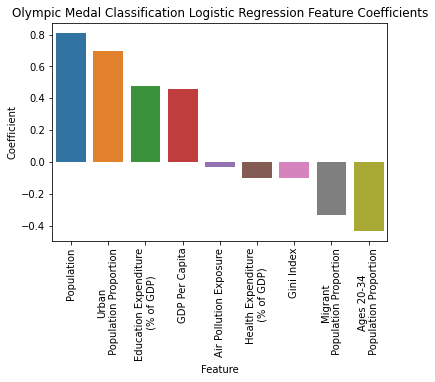 Olympic Medal Classification Logistic Regression Feature Coefficients
Coefficient
0.8
0.6
0.4
0.2
0.0
−0.2
−0.4
Population
Urban
Population Proportion
Education Expenditure
(% of GDP)
GDP Per Capita
Air Pollution Exposure
Health Expenditure
(% of GDP)
Gini Index
Migrant
Population Proportion
Ages 20-34
Population Proportion
Feature